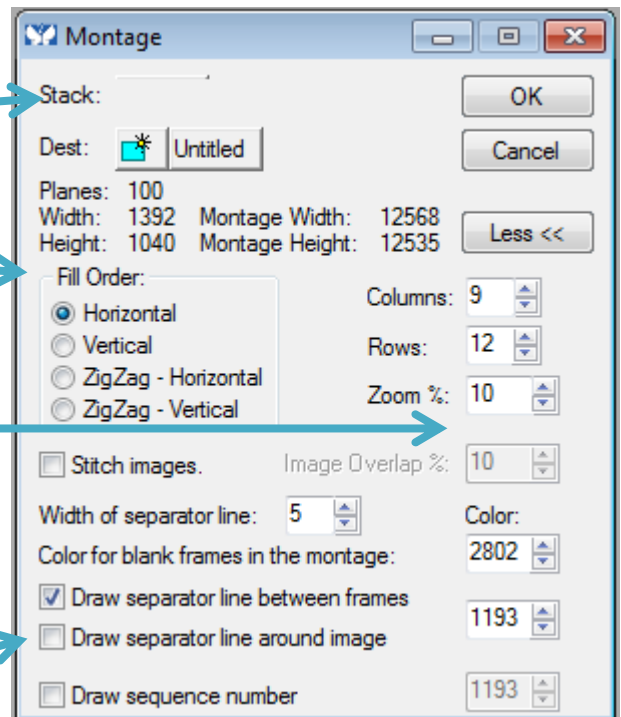 Montage
Stack:
OK
Dest: Untitled
Cancel
Planes: 100
Width: 1392 Montage Width: 12568
Height: 1040 Montage Height: 12535
Less <<
Fill Order:
Horizontal
Vertical
ZigZag - Horizontal
ZigZag - Vertical
Columns: 9
Rows: 12
Zoom %: 10
Stitch images. Image Overlap %: 10
Width of separator line: 5 Color:
Color for blank frames in the montage: 2802
Draw separator line between frames
1193
Draw separator line around image
Draw sequence number 1193